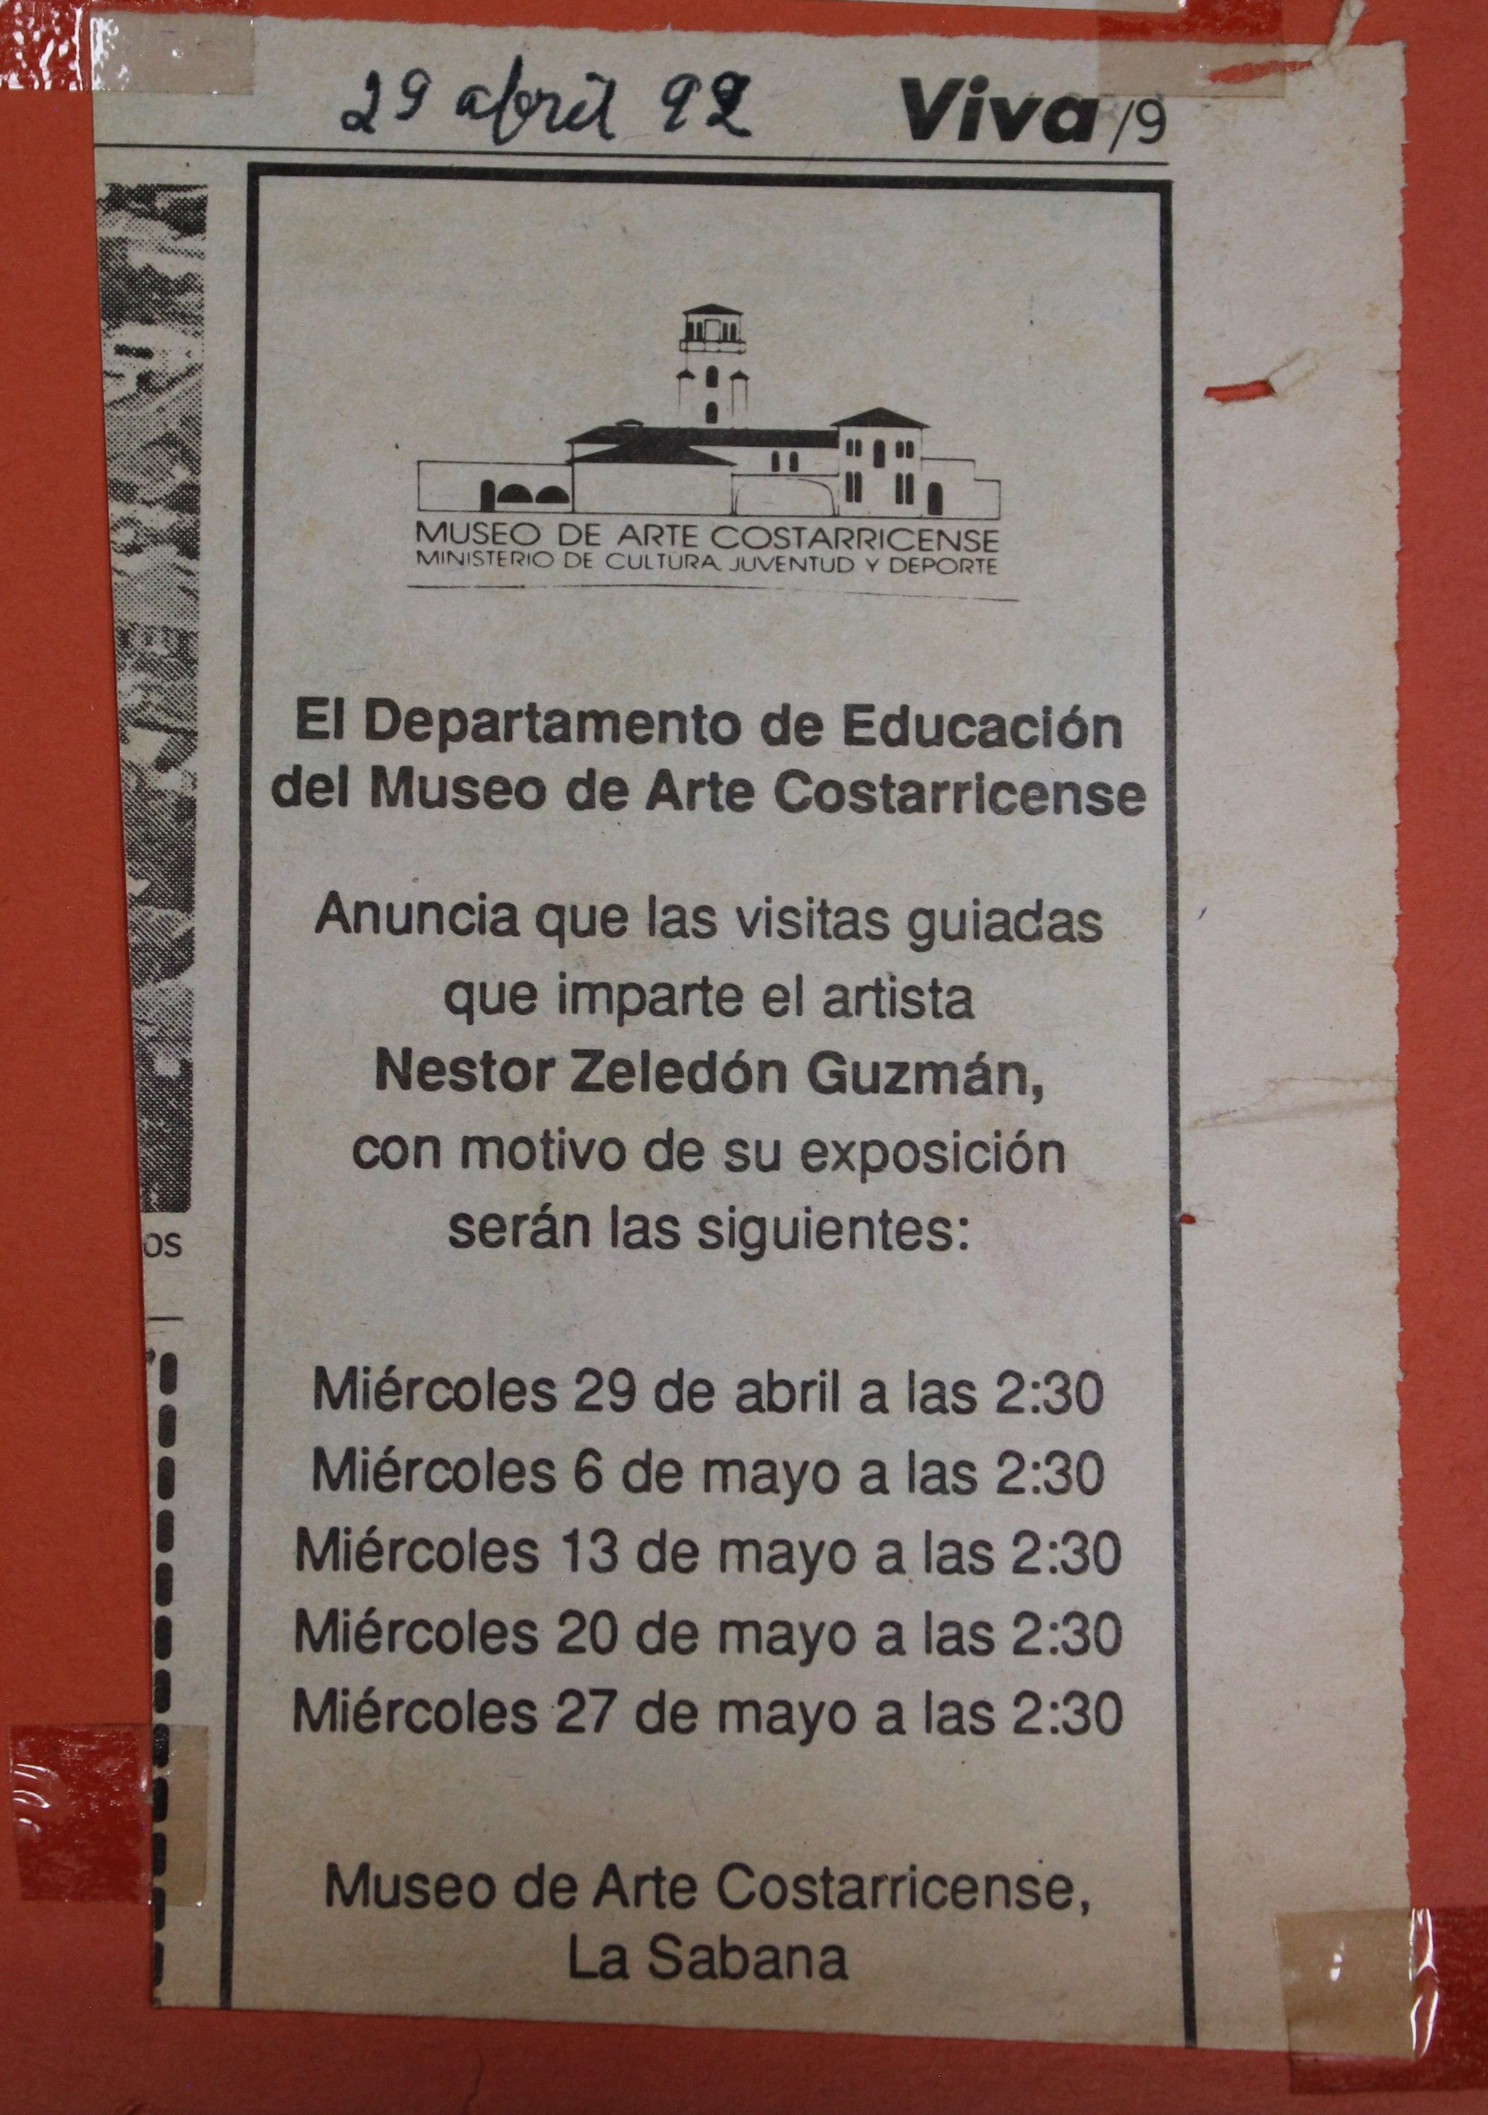 29 abril 92
Viva/9
MUSEO DE ARTE COSTARRICENSE
MINISTERIO DE CULTURA, JUVENTUD Y DEPORTE
El Departamento de Educación
del Museo de Arte Costarricense
Anuncia que las visitas guiadas
que imparte el artista
Nestor Zeledón Guzmán,
con motivo de su exposición
serán las siguientes:
os
Miércoles 29 de abril a las 2:30
Miércoles 6 de mayo a las 2:30
Miércoles 13 de mayo a las 2:30
Miércoles 20 de mayo a las 2:30
Miércoles 27 de mayo a las 2:30
Museo de Arte Costarricense,
La Sabana